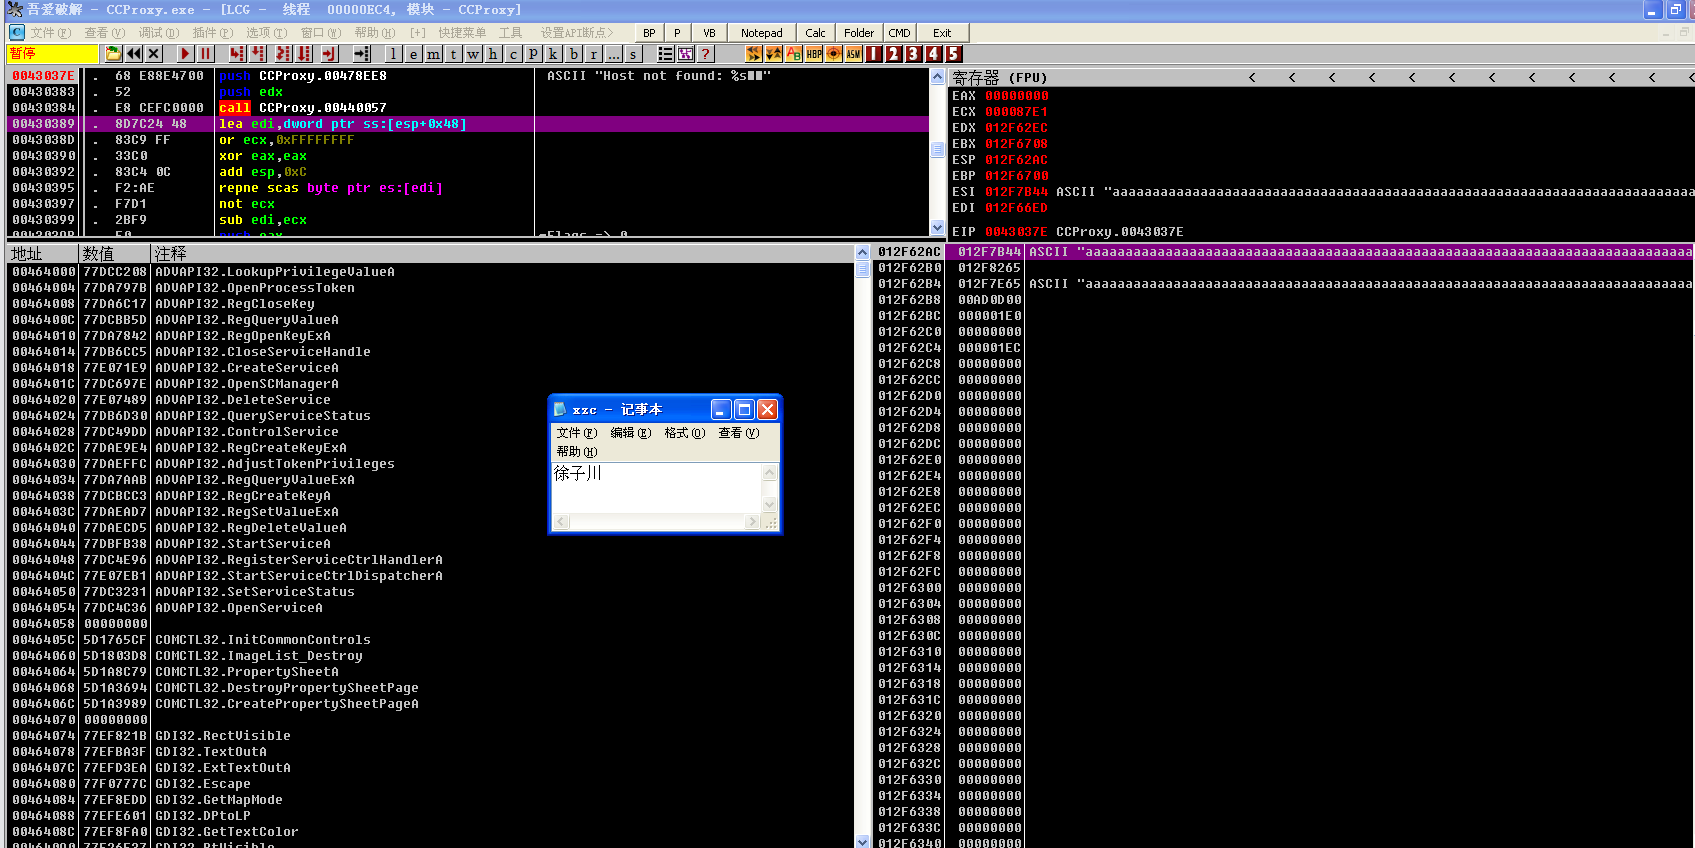 吾爱破解 - CCProxy.exe - [LCG - 线程 00000EC4, 模块 - CCProxy]
文件(F) 查看(V) 调试(D) 插件(P) 选项(T) 窗口(W) 帮助(H) [+] 快捷菜单 工具 设置API断点> BP P VB Notepad Calc Folder CMD Exit
暂停 l e m t w h c p k b r ... s ? HBP ASM 1 2 3 4 5
0043037E . 68 E88E4700 push CCProxy.00478EE8 ASCII "Host not found: %s
00430383 . 52 push edx
00430384 . E8 CEFC0000 call CCProxy.00440057
00430389 . 8D7C24 48 lea edi,dword ptr ss:[esp+0x48]
0043038D . 83C9 FF or ecx,0xFFFFFFFF
00430390 . 33C0 xor eax,eax
00430392 . 83C4 0C add esp,0xC
00430395 . F2:AE repne scas byte ptr es:[edi]
00430397 . F7D1 not ecx
00430399 . 2BF9 sub edi,ecx
寄存器 (FPU) < < < < < < < < < < < <
EAX 00000000
ECX 000087E1
EDX 012F62EC
EBX 012F6708
ESP 012F62AC
EBP 012F6700
ESI 012F7B44 ASCII "aaaaaaaaaaaaaaaaaaaaaaaaaaaaaaaaaaaaaaaaaaaaaaaaaaaaaaaaaaaaaaaaaaaaaaaaa
EDI 012F66ED
EIP 0043037E CCProxy.0043037E
地址 数值 注释
00464000 77DCC208 ADVAPI32.LookupPrivilegeValueA
00464004 77DA797B ADVAPI32.OpenProcessToken
00464008 77DA6C17 ADVAPI32.RegCloseKey
0046400C 77DCBB5D ADVAPI32.RegQueryValueA
00464010 77DA7842 ADVAPI32.RegOpenKeyExA
00464014 77DB6CC5 ADVAPI32.CloseServiceHandle
00464018 77E071E9 ADVAPI32.CreateServiceA
0046401C 77DC697E ADVAPI32.OpenSCManagerA
00464020 77E07489 ADVAPI32.DeleteService
00464024 77DB6D30 ADVAPI32.QueryServiceStatus
00464028 77DC49DD ADVAPI32.ControlService
0046402C 77DAE9E4 ADVAPI32.RegCreateKeyExA
00464030 77DAEFFC ADVAPI32.AdjustTokenPrivileges
00464034 77DA7AAB ADVAPI32.RegQueryValueExA
00464038 77DCBCC3 ADVAPI32.RegCreateKeyA
0046403C 77DAEAD7 ADVAPI32.RegSetValueExA
00464040 77DAECD5 ADVAPI32.RegDeleteValueA
00464044 77DBFB38 ADVAPI32.StartServiceA
00464048 77DC4E96 ADVAPI32.RegisterServiceCtrlHandlerA
0046404C 77E07EB1 ADVAPI32.StartServiceCtrlDispatcherA
00464050 77DC3231 ADVAPI32.SetServiceStatus
00464054 77DC4C36 ADVAPI32.OpenServiceA
00464058 00000000
0046405C 5D1765CF COMCTL32.InitCommonControls
00464060 5D1803D8 COMCTL32.ImageList_Destroy
00464064 5D1A8C79 COMCTL32.PropertySheetA
00464068 5D1A3694 COMCTL32.DestroyPropertySheetPage
0046406C 5D1A3989 COMCTL32.CreatePropertySheetPageA
00464070 00000000
00464074 77EF821B GDI32.RectVisible
00464078 77EFBA3F GDI32.TextOutA
0046407C 77EFD3EA GDI32.ExtTextOutA
00464080 77F0777C GDI32.Escape
00464084 77EF8EDD GDI32.GetMapMode
00464088 77EFE601 GDI32.DPtoLP
0046408C 77EF8FA0 GDI32.GetTextColor
xzc - 记事本
文件(F) 编辑(E) 格式(O) 查看(V)
帮助(H)
徐子川
012F62AC 012F7B44 ASCII "aaaaaaaaaaaaaaaaaaaaaaaaaaaaaaaaaaaaaaaaaaaaaaaaaaaaaaaaaaaaaaaaaaaaaaaaaaaa
012F62B0 012F8265
012F62B4 012F7E65 ASCII "aaaaaaaaaaaaaaaaaaaaaaaaaaaaaaaaaaaaaaaaaaaaaaaaaaaaaaaaaaaaaaaaaaaaaaaaaaaa
012F62B8 00AD0D00
012F62BC 000001E0
012F62C0 00000000
012F62C4 000001EC
012F62C8 00000000
012F62CC 00000000
012F62D0 00000000
012F62D4 00000000
012F62D8 00000000
012F62DC 00000000
012F62E0 00000000
012F62E4 00000000
012F62E8 00000000
012F62EC 00000000
012F62F0 00000000
012F62F4 00000000
012F62F8 00000000
012F62FC 00000000
012F6300 00000000
012F6304 00000000
012F6308 00000000
012F630C 00000000
012F6310 00000000
012F6314 00000000
012F6318 00000000
012F631C 00000000
012F6320 00000000
012F6324 00000000
012F6328 00000000
012F632C 00000000
012F6330 00000000
012F6334 00000000
012F6338 00000000
012F633C 00000000
012F6340 00000000